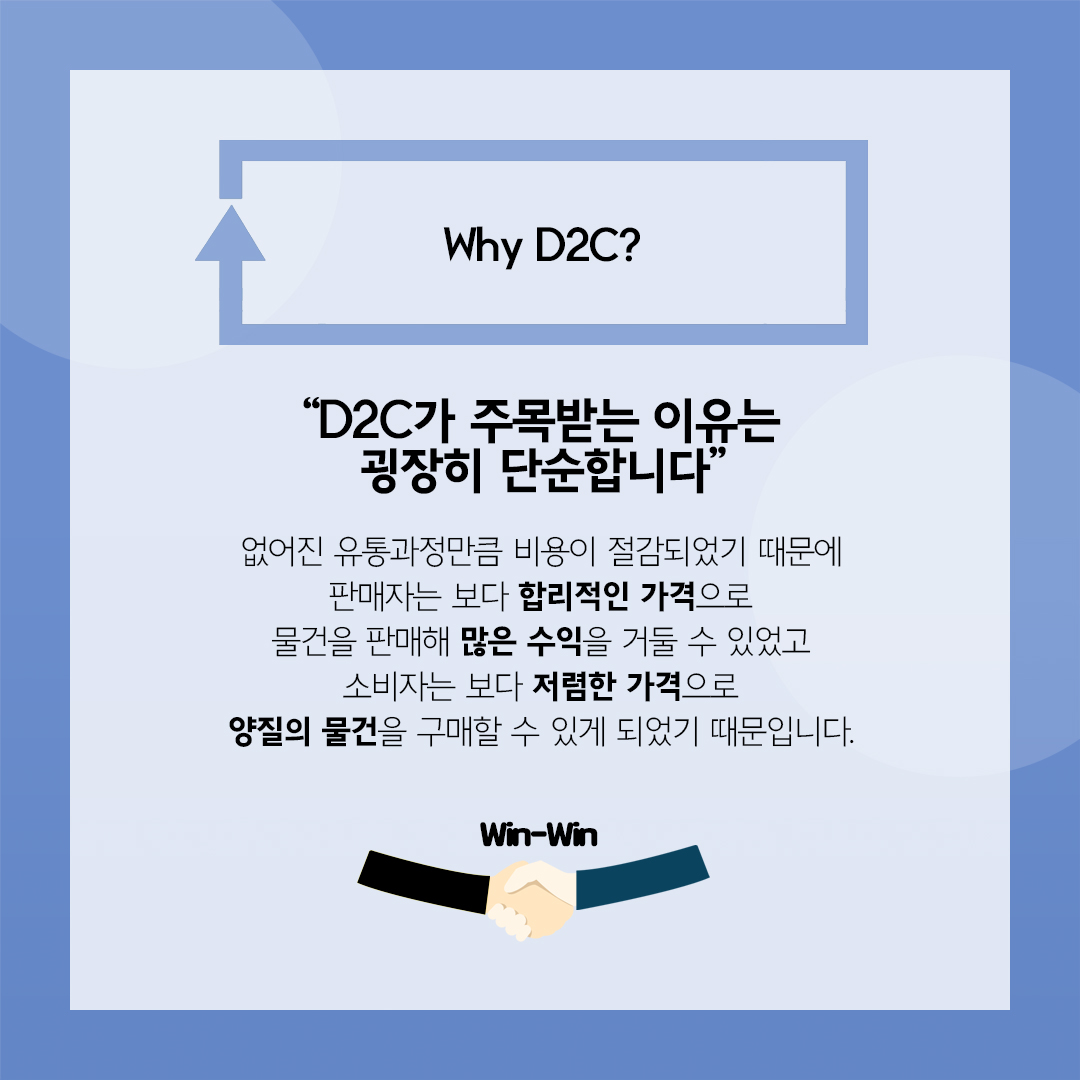 Why D2C?
“D2C가 주목받는 이유는
굉장히 단순합니다”
없어진 유통과정만큼 비용이 절감되었기 때문에
판매자는 보다 합리적인 가격으로
물건을 판매해 많은 수익을 거둘 수 있었고
소비자는 보다 저렴한 가격으로
양질의 물건을 구매할 수 있게 되었기 때문입니다.
Win-Win